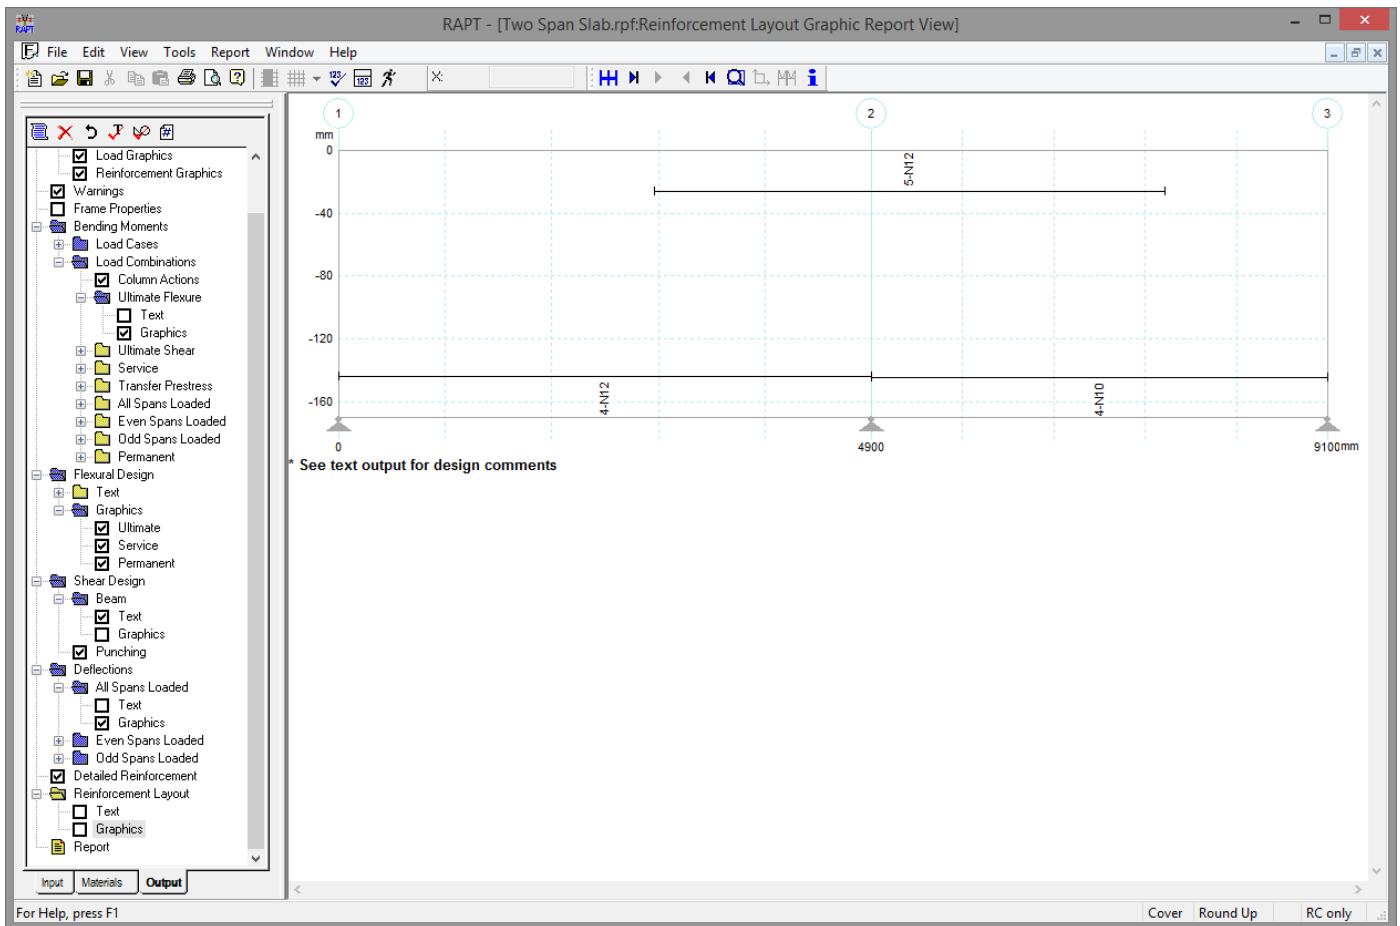 RAPT - [Two Span Slab.rpf:Reinforcement Layout Graphic Report View]
RAPT
File Edit View Tools Report Window Help
X:
Load Graphics
Reinforcement Graphics
Warnings
Frame Properties
Bending Moments
Load Cases
Load Combinations
Column Actions
Ultimate Flexure
Text
Graphics
Ultimate Shear
Service
Transfer Prestress
All Spans Loaded
Even Spans Loaded
Odd Spans Loaded
Permanent
Flexural Design
Text
Graphics
Ultimate
Service
Permanent
Shear Design
Beam
Text
Graphics
Punching
Deflections
All Spans Loaded
Text
Graphics
Even Spans Loaded
Odd Spans Loaded
Detailed Reinforcement
Reinforcement Layout
Text
Graphics
Report
Input Materials Output
1 2 3
mm
0
-40
-80
-120
-160
5-N12
4-N12
4-N10
0 4900 9100mm
* See text output for design comments
For Help, press F1
Cover Round Up RC only